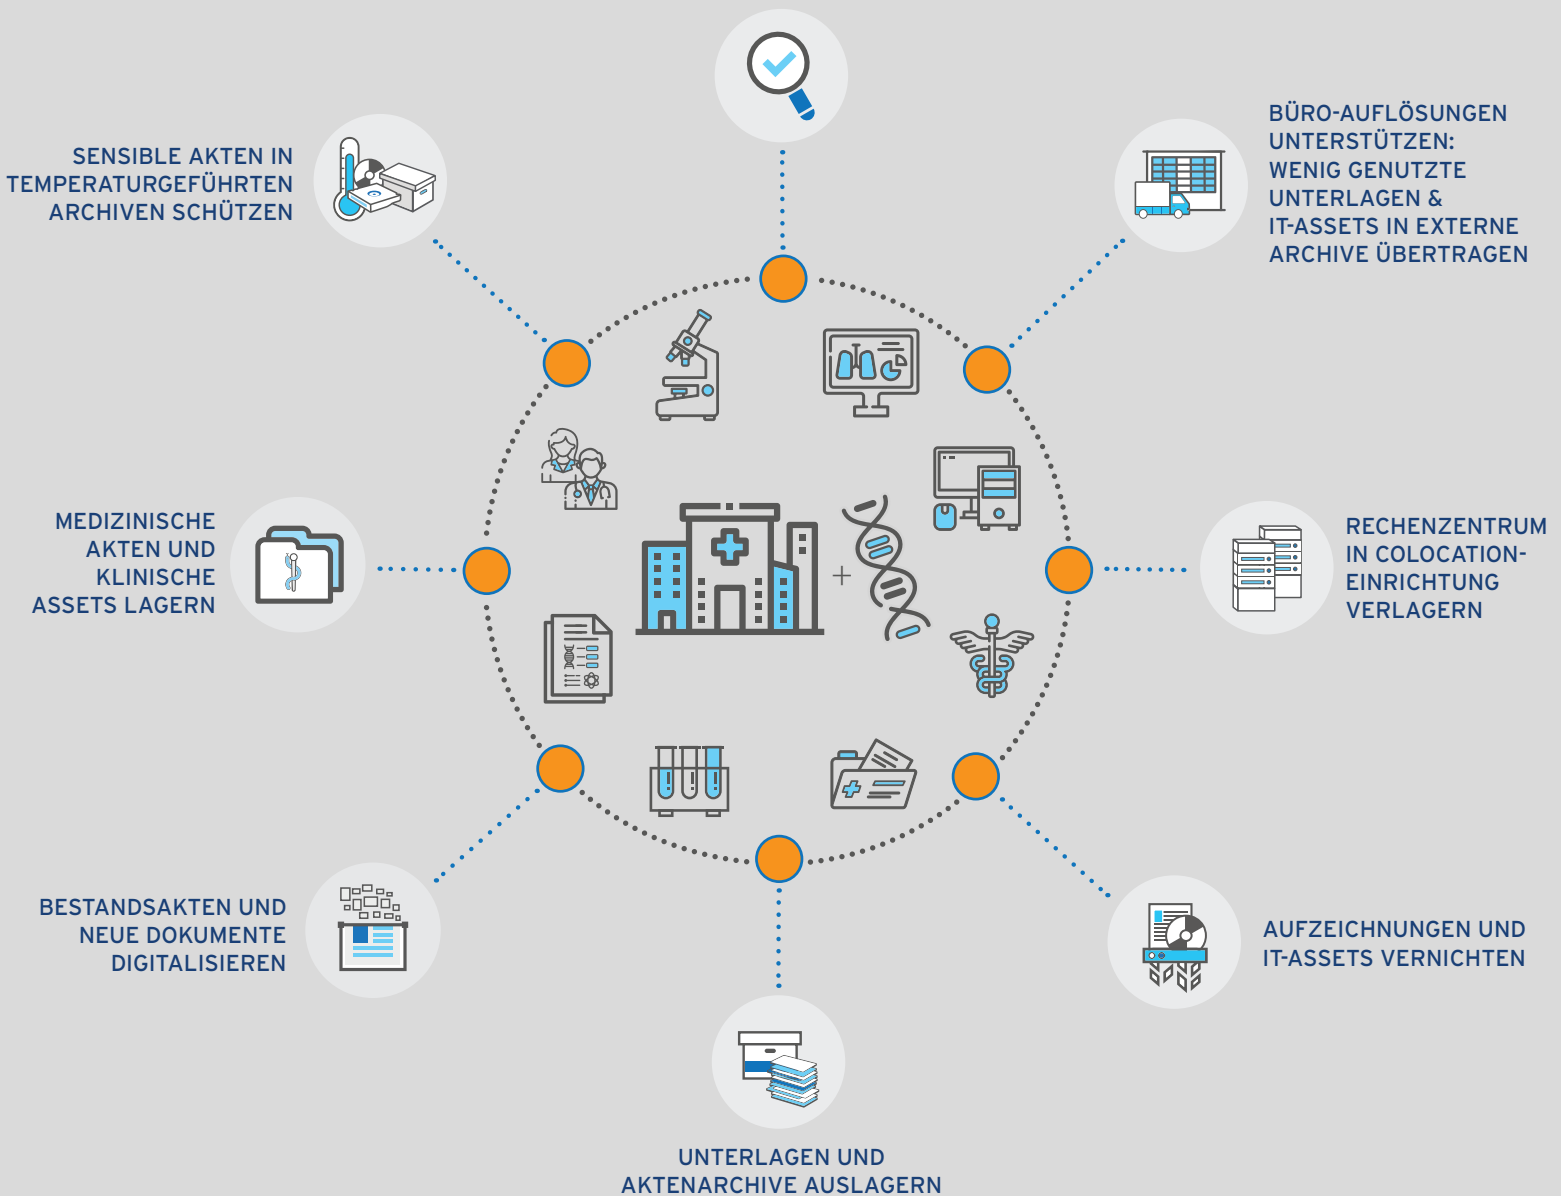 BÜRO-AUFLÖSUNGEN
UNTERSTÜTZEN:
WENIG GENUTZTE
UNTERLAGEN &
IT-ASSETS IN EXTERNE
ARCHIVE ÜBERTRAGEN
SENSIBLE AKTEN IN
TEMPERATURGEFÜHRTEN
ARCHIVEN SCHÜTZEN
MEDIZINISCHE
AKTEN UND
KLINISCHE
ASSETS LAGERN
RECHENZENTRUM
IN COLOCATION-
EINRICHTUNG
VERLAGERN
BESTANDSAKTEN UND
NEUE DOKUMENTE
DIGITALISIEREN
AUFZEICHNUNGEN UND
IT-ASSETS VERNICHTEN
UNTERLAGEN UND
AKTENARCHIVE AUSLAGERN